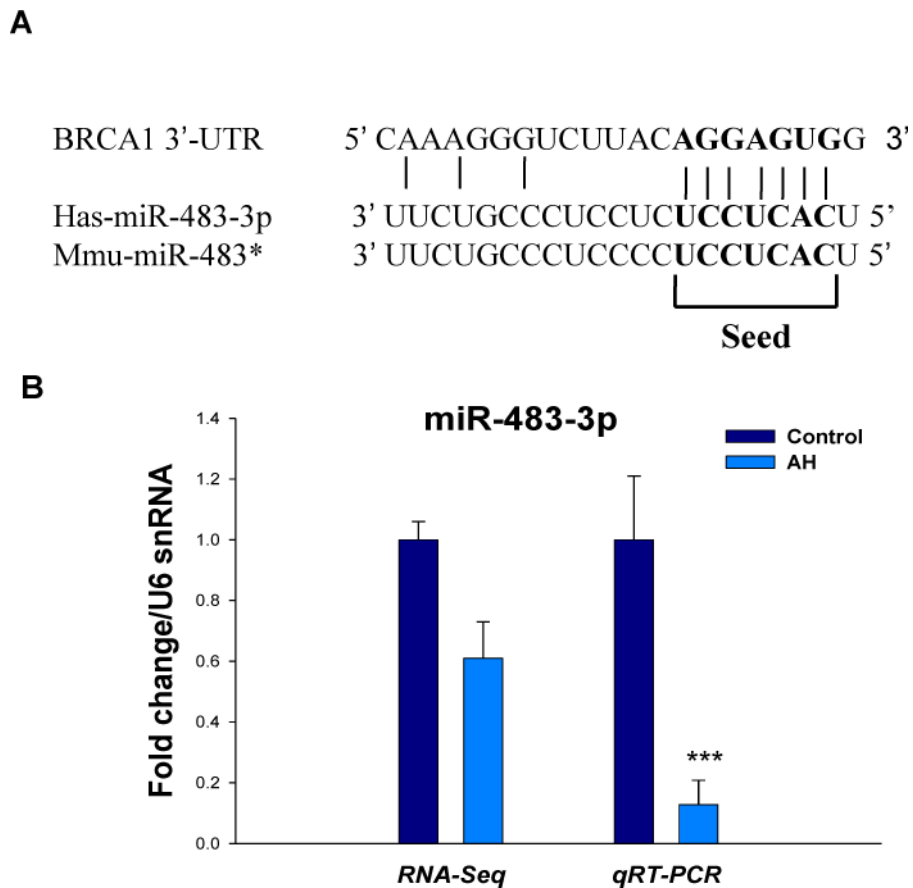 A
BRCA1 3’-UTR 5’ CAAAGGGUCUUACAGGAGUGG 3’
Has-miR-483-3p 3’ UUCUGCCCUCCUCUCCUCACU 5’
Mmu-miR-483* 3’ UUCUGCCCUCCCCUCCUCACU 5’
Seed
B
miR-483-3p
Control
AH
Fold change/U6 snRNA
1.4
1.2
1.0
0.8
0.6
0.4
0.2
0.0
***
RNA-Seq qRT-PCR